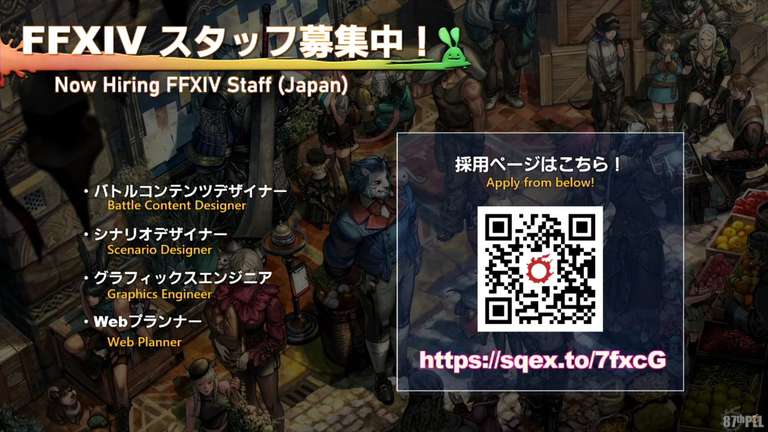 FFXIV スタッフ募集中！
Now Hiring FFXIV Staff (Japan)
・バトルコンテンツデザイナー
Battle Content Designer
・シナリオデザイナー
Scenario Designer
・グラフィックスエンジニア
Graphics Engineer
・Webプランナー
Web Planner
採用ページはこちら！
Apply from below!
https://sqex.to/7fxcG
87th PLL